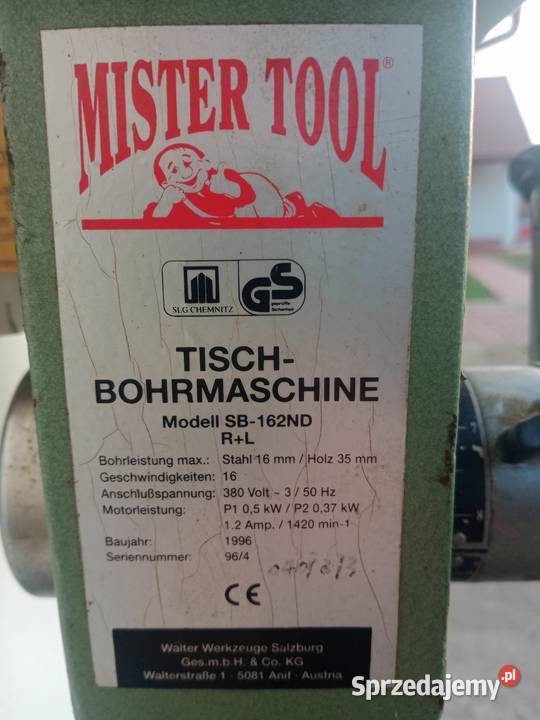 MISTER TOOL®
SLG CHEMNITZ
GS
geprüfte
Sicherheit
TISCH-
BOHRMASCHINE
Modell SB-162ND
R+L
Bohrleistung max.: Stahl 16 mm / Holz 35 mm
Geschwindigkeiten: 16
Anschlußspannung: 380 Volt ~ 3 / 50 Hz
Motorleistung: P1 0,5 kW / P2 0.37 kW
1.2 Amp. / 1420 min-1
Baujahr: 1996
Seriennummer: 96/4
CE
Walter Werkzeuge Salzburg
Ges.m.b.H. & Co. KG
Walterstraße 1 · 5081 Anif · Austria
Sprzedajemy.pl